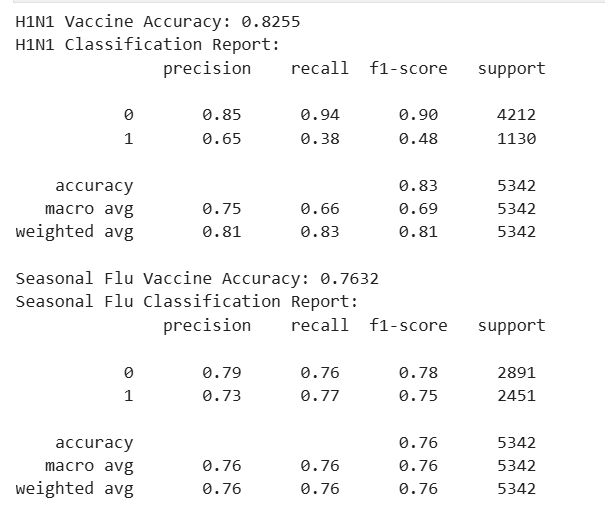 H1N1 Vaccine Accuracy: 0.8255
H1N1 Classification Report:
precision recall f1-score support
0 0.85 0.94 0.90 4212
1 0.65 0.38 0.48 1130
accuracy 0.83 5342
macro avg 0.75 0.66 0.69 5342
weighted avg 0.81 0.83 0.81 5342
Seasonal Flu Vaccine Accuracy: 0.7632
Seasonal Flu Classification Report:
precision recall f1-score support
0 0.79 0.76 0.78 2891
1 0.73 0.77 0.75 2451
accuracy 0.76 5342
macro avg 0.76 0.76 0.76 5342
weighted avg 0.76 0.76 0.76 5342